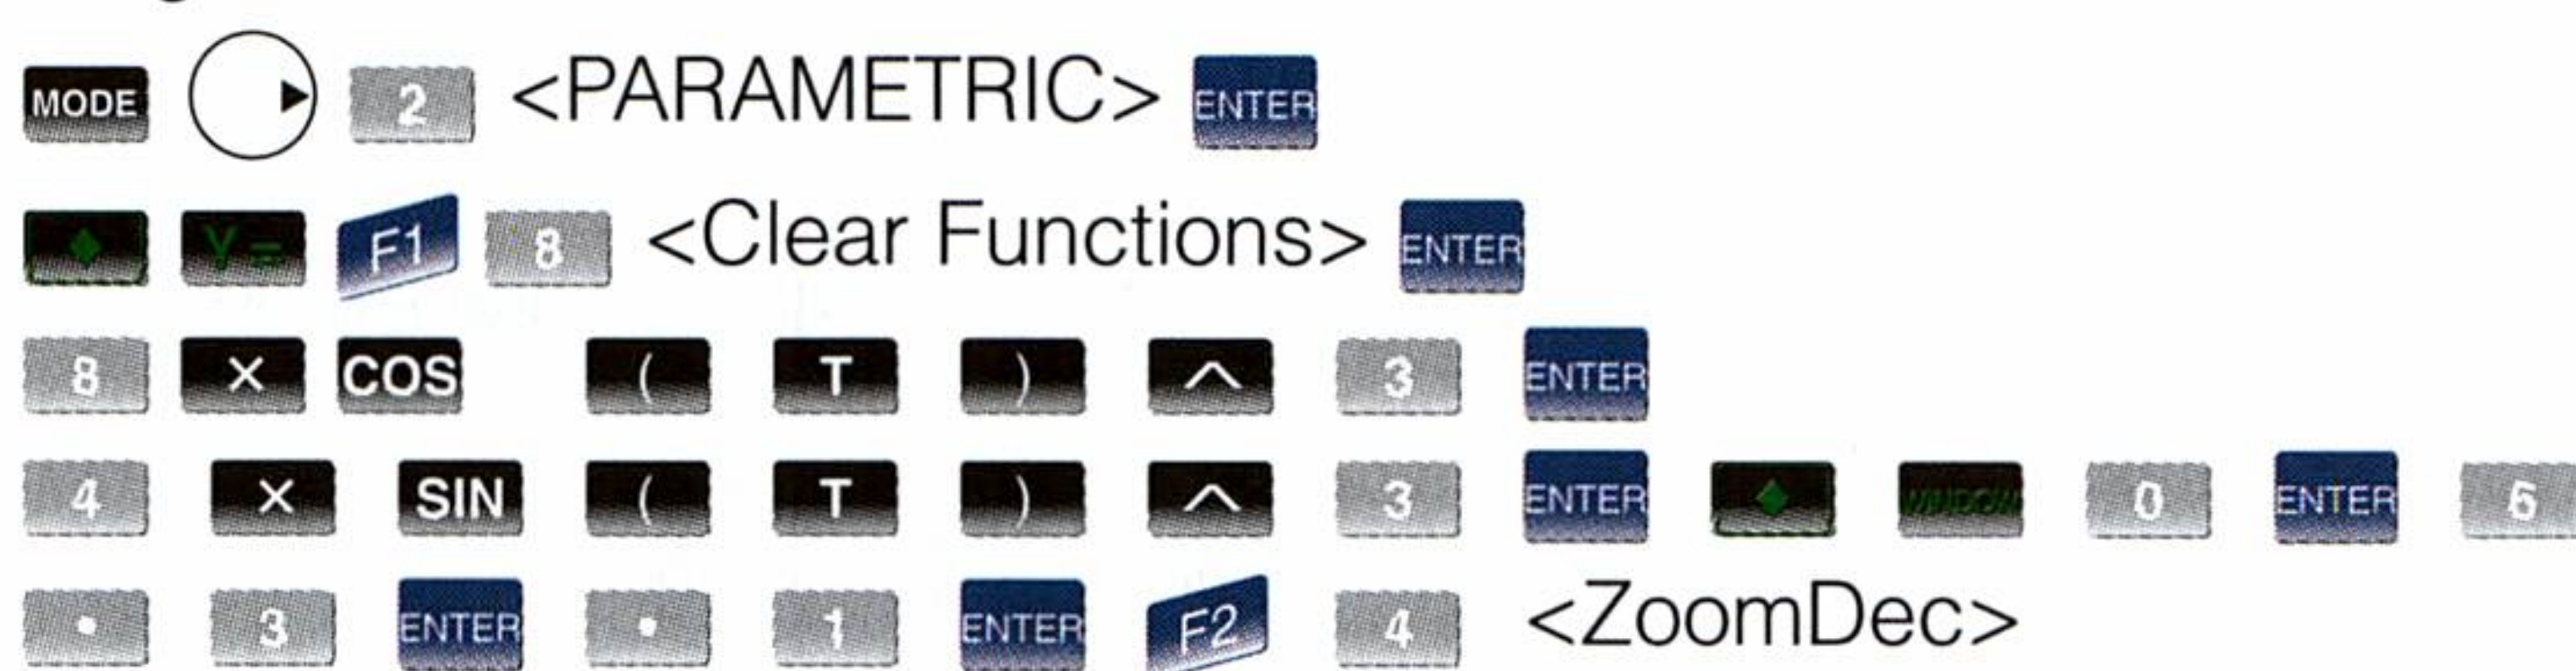 MODE ▶ 2 <PARAMETRIC> ENTER
◆ Y= F1 8 <Clear Functions> ENTER
8 × COS ( T ) ^ 3 ENTER
4 × SIN ( T ) ^ 3 ENTER ◆ WINDOW 0 ENTER 6
. 3 ENTER . 1 ENTER F2 4 <ZoomDec>